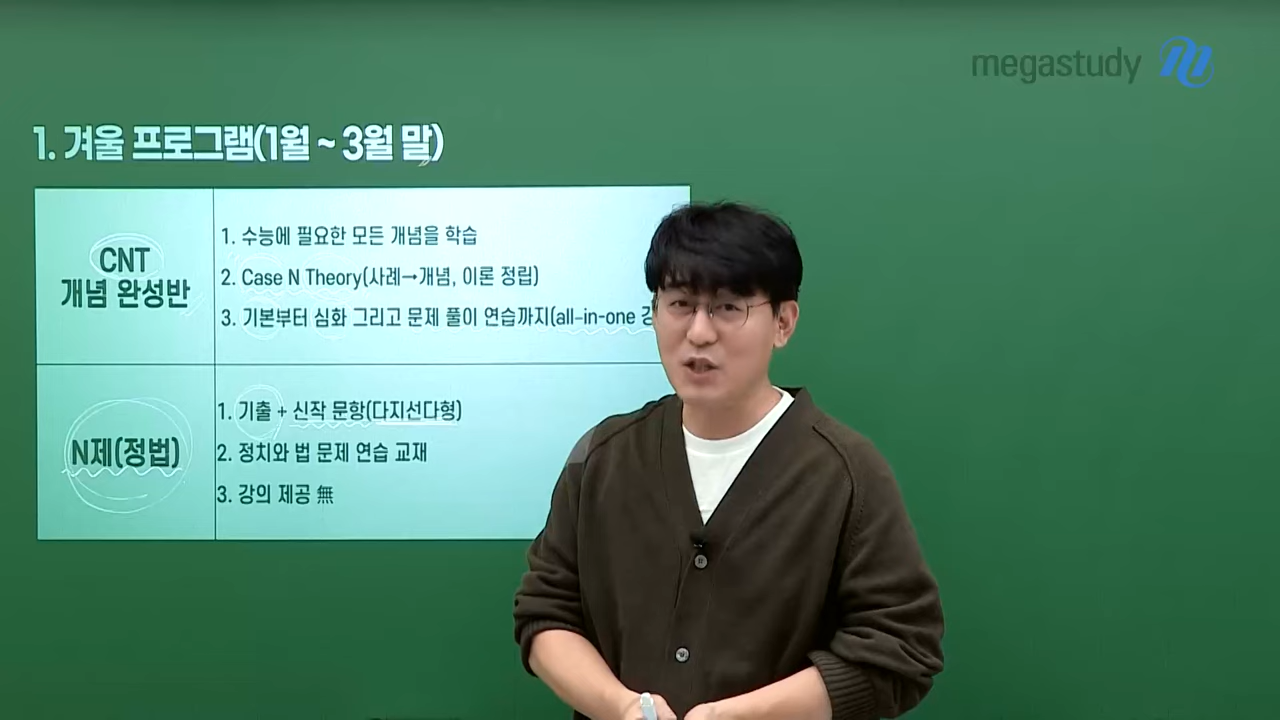 megastudy
1. 겨울 프로그램(1월 ~ 3월 말)
CNT
개념 완성반
1. 수능에 필요한 모든 개념을 학습
2. Case N Theory(사례→개념, 이론 정립)
3. 기본부터 심화 그리고 문제 풀이 연습까지(all-in-one
N제(정법)
1. 기출 + 신작 문항(다지선다형)
2. 정치와 법 문제 연습 교재
3. 강의 제공 無